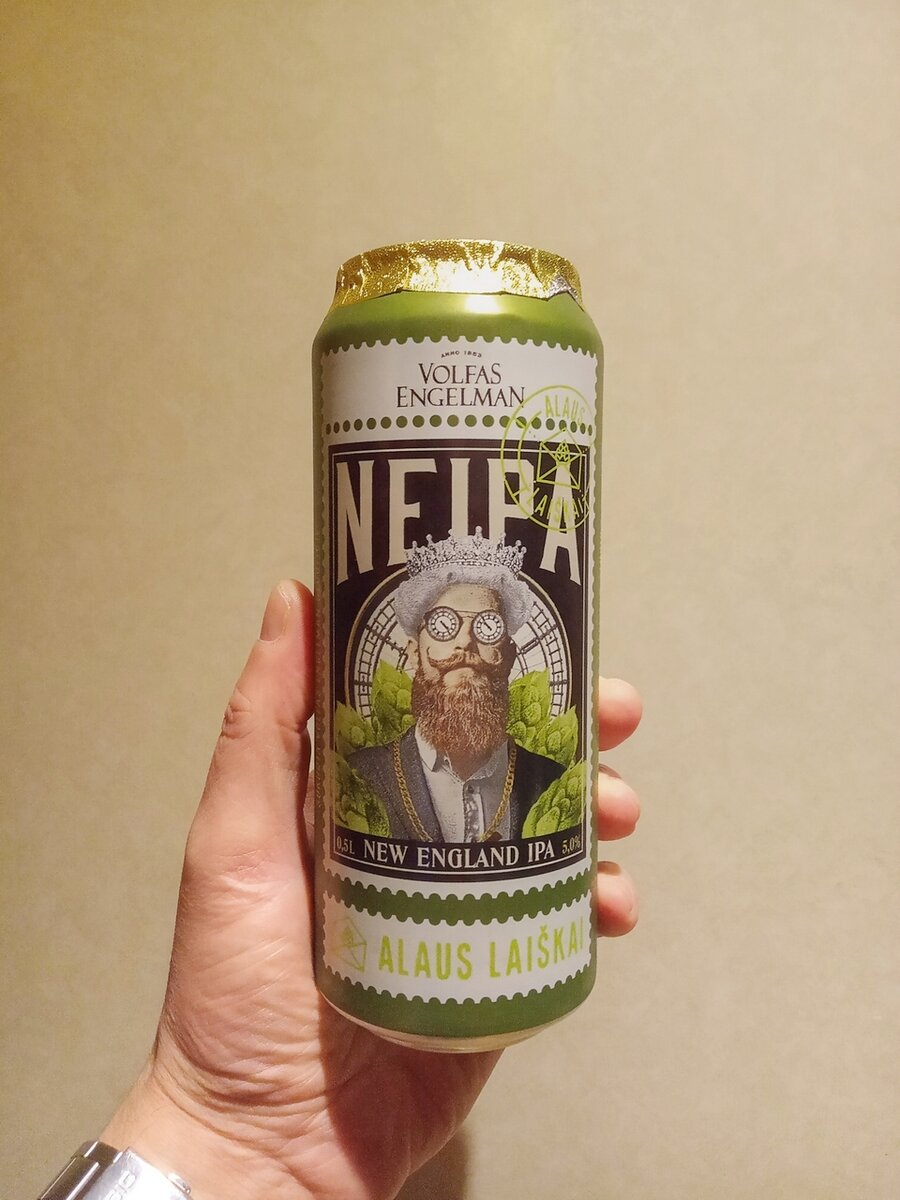 ANNO 1853
VOLFAS
ENGELMAN
ALAUS
LAIŠKAI
NEIPA
0,5L NEW ENGLAND IPA 5,0%
ALAUS LAIŠKAI